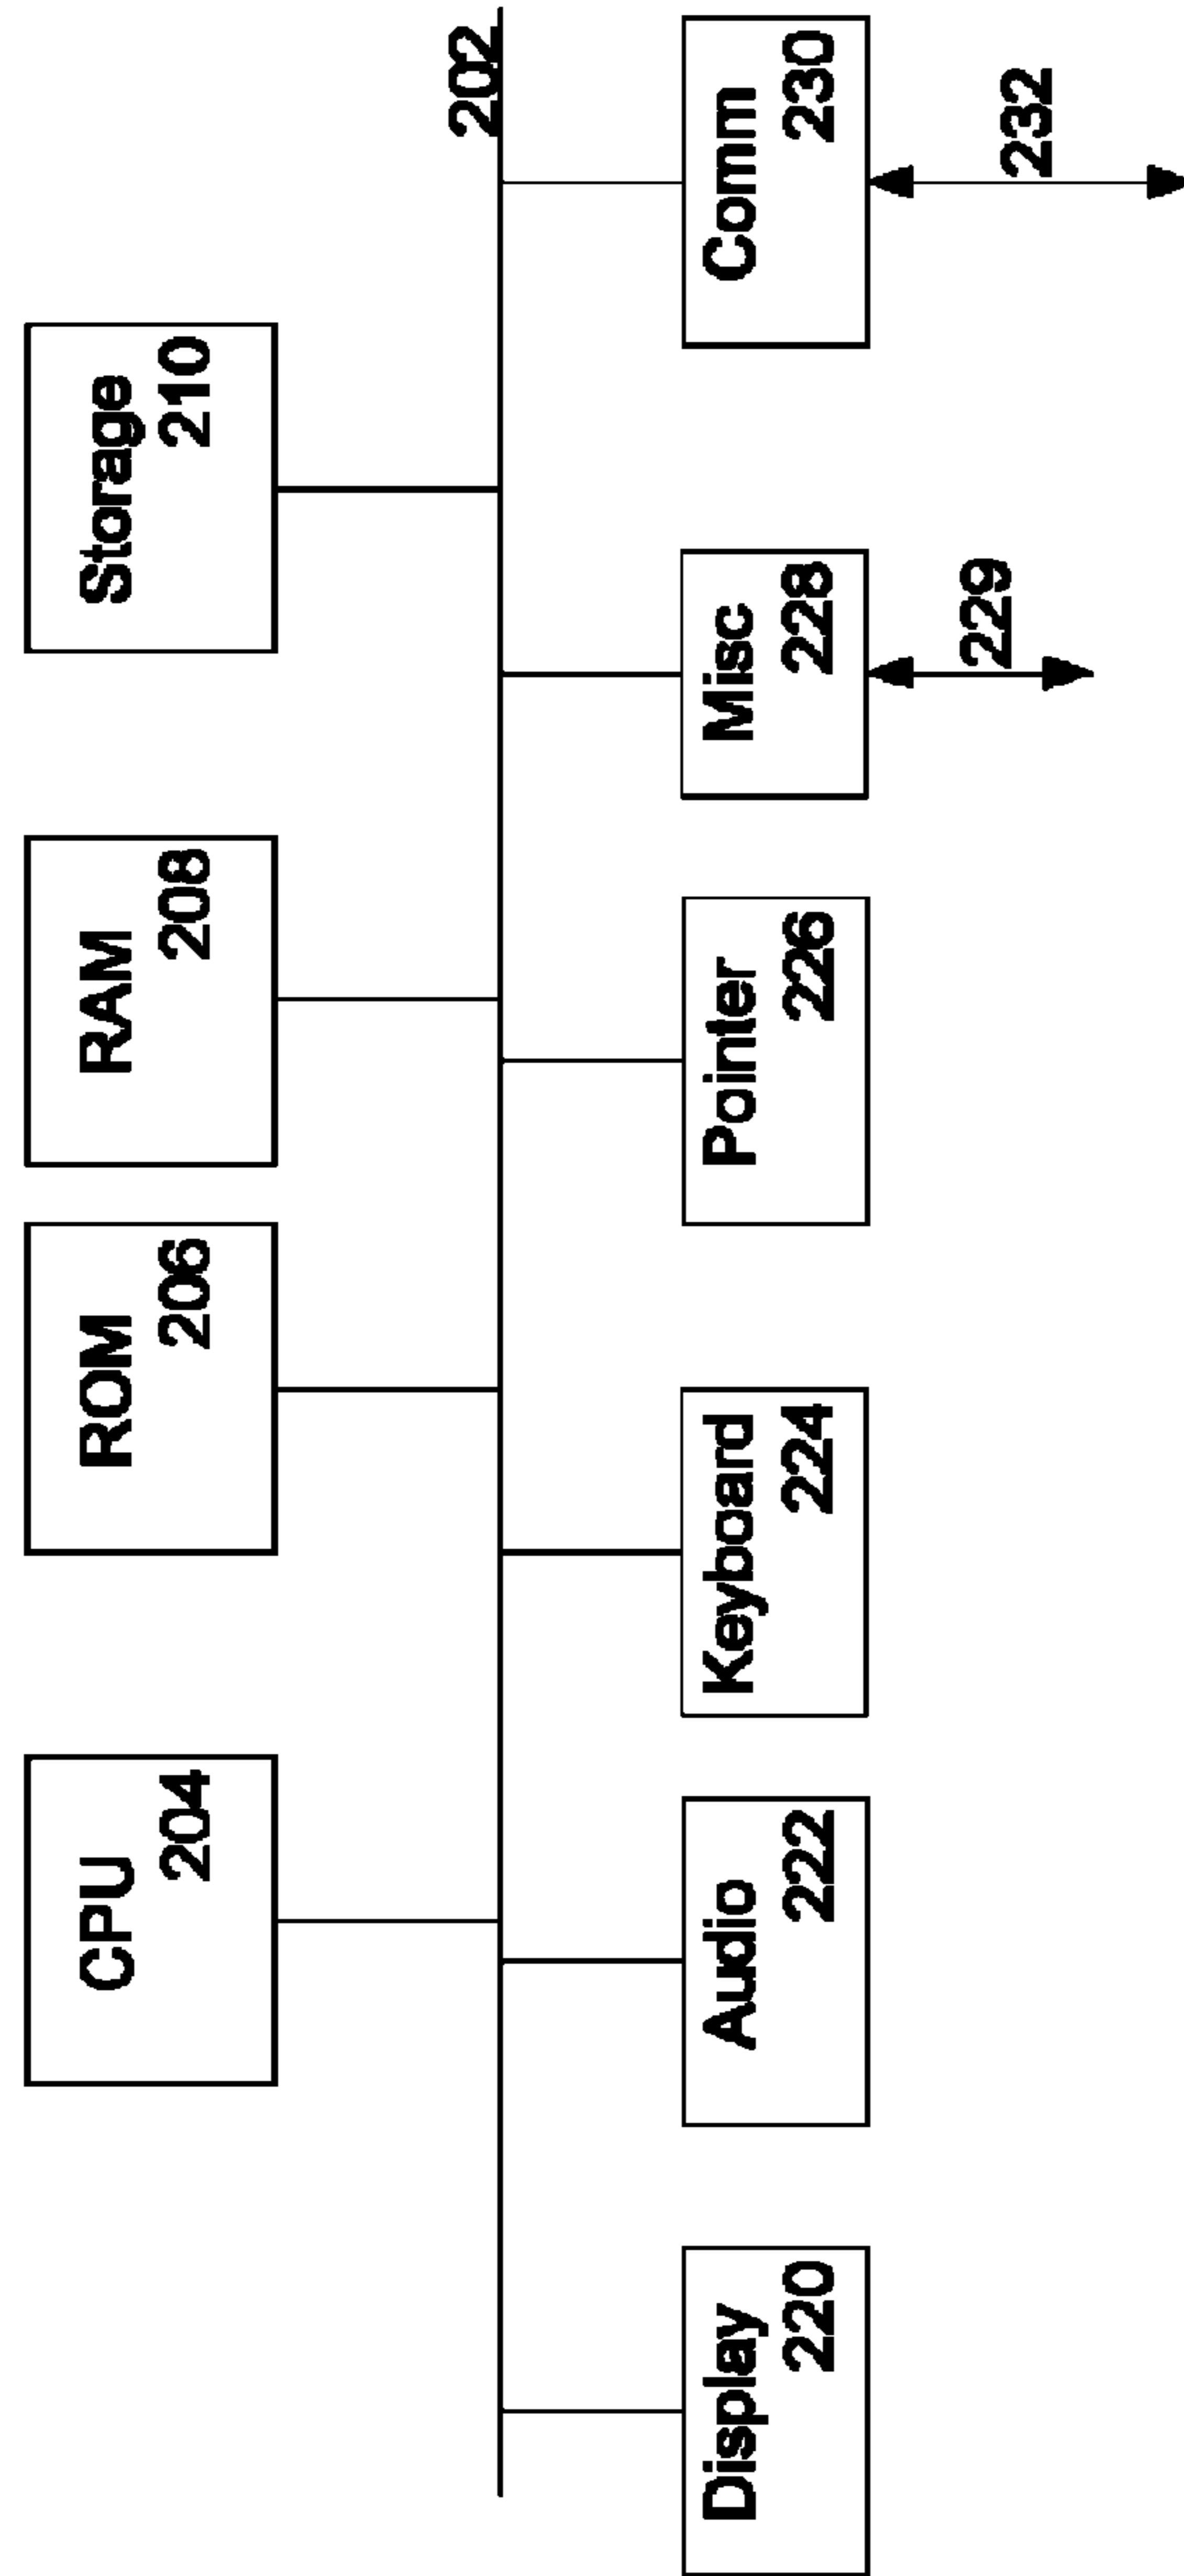 CPU
204
ROM
206
RAM
208
Storage
210
202
Display
220
Audio
222
Keyboard
224
Pointer
226
Misc
228
Comm
230
229
232